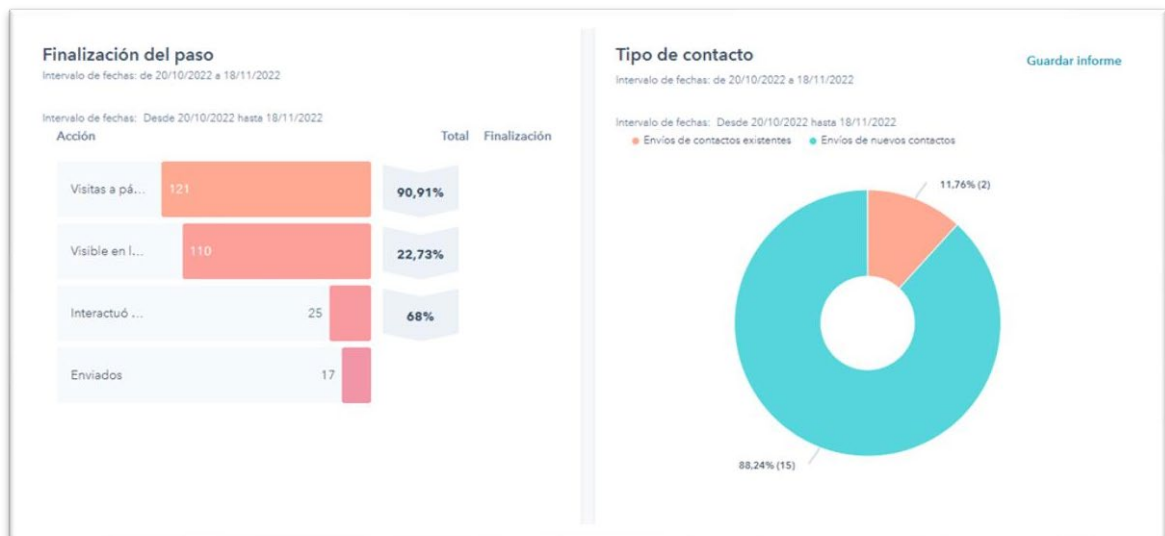 Finalización del paso
Intervalo de fechas: de 20/10/2022 a 18/11/2022
Intervalo de fechas: Desde 20/10/2022 hasta 18/11/2022
Acción Total Finalización
Visitas a pá... 121 90,91%
Visible en l... 110 22,73%
Interactuó ... 25 68%
Enviados 17
Tipo de contacto
Guardar informe
Intervalo de fechas: de 20/10/2022 a 18/11/2022
Intervalo de fechas: Desde 20/10/2022 hasta 18/11/2022
Envíos de contactos existentes Envíos de nuevos contactos
11,76% (2)
88,24% (15)